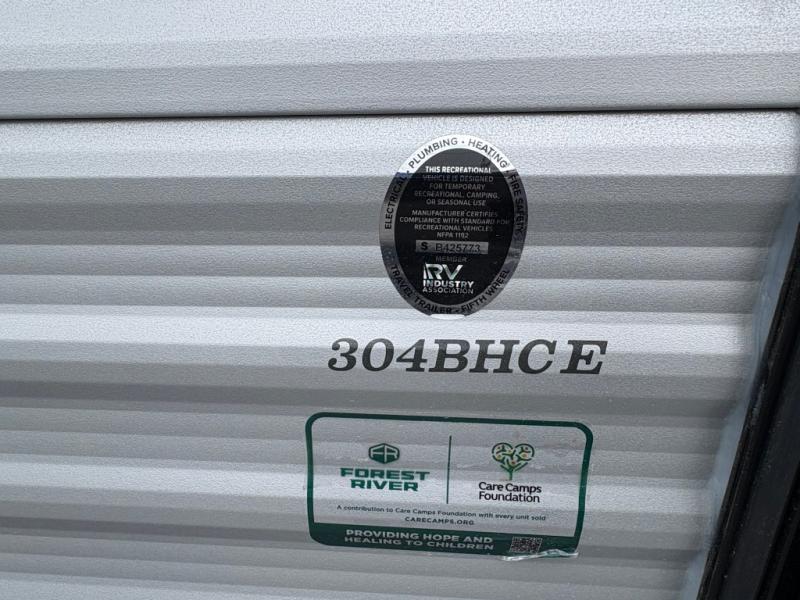 ELECTRICAL · PLUMBING · HEATING · FIRE SAFETY ·
THIS RECREATIONAL
VEHICLE IS DESIGNED
FOR TEMPORARY
RECREATIONAL, CAMPING,
OR SEASONAL USE
MANUFACTURER CERTIFIES
COMPLIANCE WITH STANDARD FOR
RECREATIONAL VEHICLES
NFPA 1192
S B425773
MEMBER
RV
INDUSTRY
ASSOCIATION
· TRAVEL TRAILER · FIFTH WHEEL
304BHCE
FR
FOREST
RIVER
Care Camps
Foundation
A contribution to Care Camps Foundation with every unit sold
CARECAMPS.ORG
PROVIDING HOPE AND
HEALING TO CHILDREN